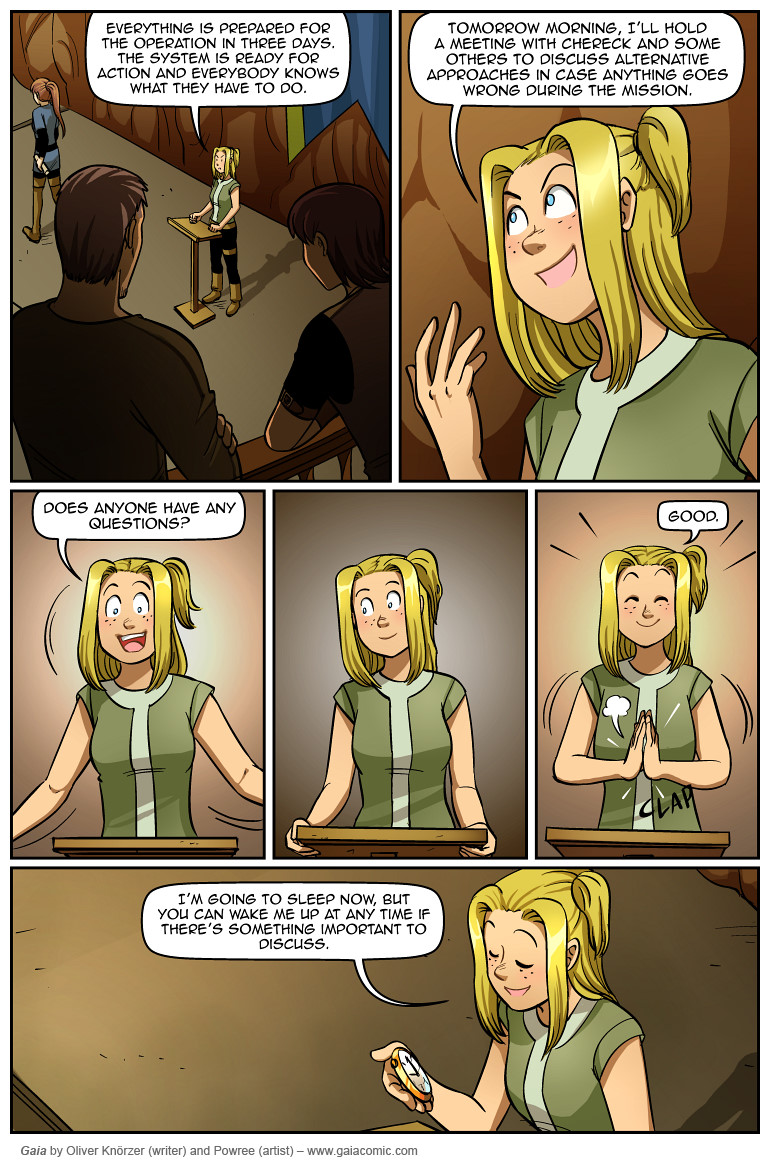 EVERYTHING IS PREPARED FOR
THE OPERATION IN THREE DAYS.
THE SYSTEM IS READY FOR
ACTION AND EVERYBODY KNOWS
WHAT THEY HAVE TO DO.
TOMORROW MORNING, I'LL HOLD
A MEETING WITH CHERECK AND SOME
OTHERS TO DISCUSS ALTERNATIVE
APPROACHES IN CASE ANYTHING GOES
WRONG DURING THE MISSION.
DOES ANYONE HAVE ANY
QUESTIONS?
GOOD.
CLAP
I'M GOING TO SLEEP NOW, BUT
YOU CAN WAKE ME UP AT ANY TIME IF
THERE'S SOMETHING IMPORTANT TO
DISCUSS.
Gaia by Oliver Knörzer (writer) and Powree (artist) – www.gaiacomic.com